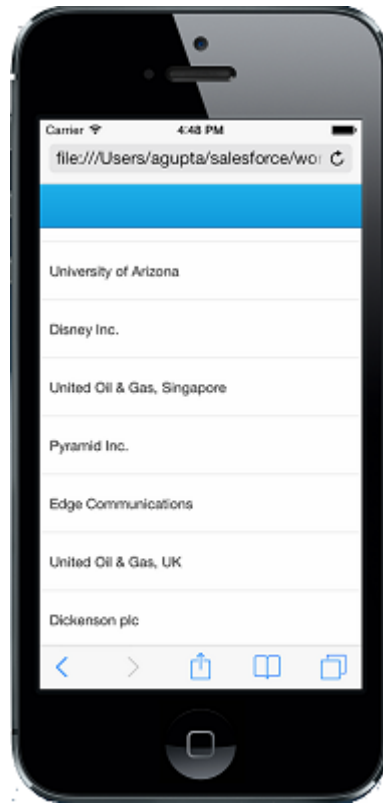 Carrier 4:48 PM
file:///Users/agupta/salesforce/wo
University of Arizona
Disney Inc.
United Oil & Gas, Singapore
Pyramid Inc.
Edge Communications
United Oil & Gas, UK
Dickenson plc